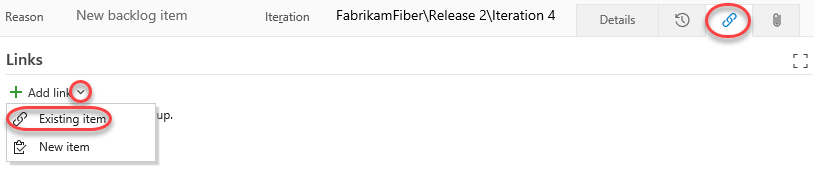 Reason New backlog item Iteration FabrikamFiber\Release 2\Iteration 4 Details
Links
Add link
Existing item up.
New item